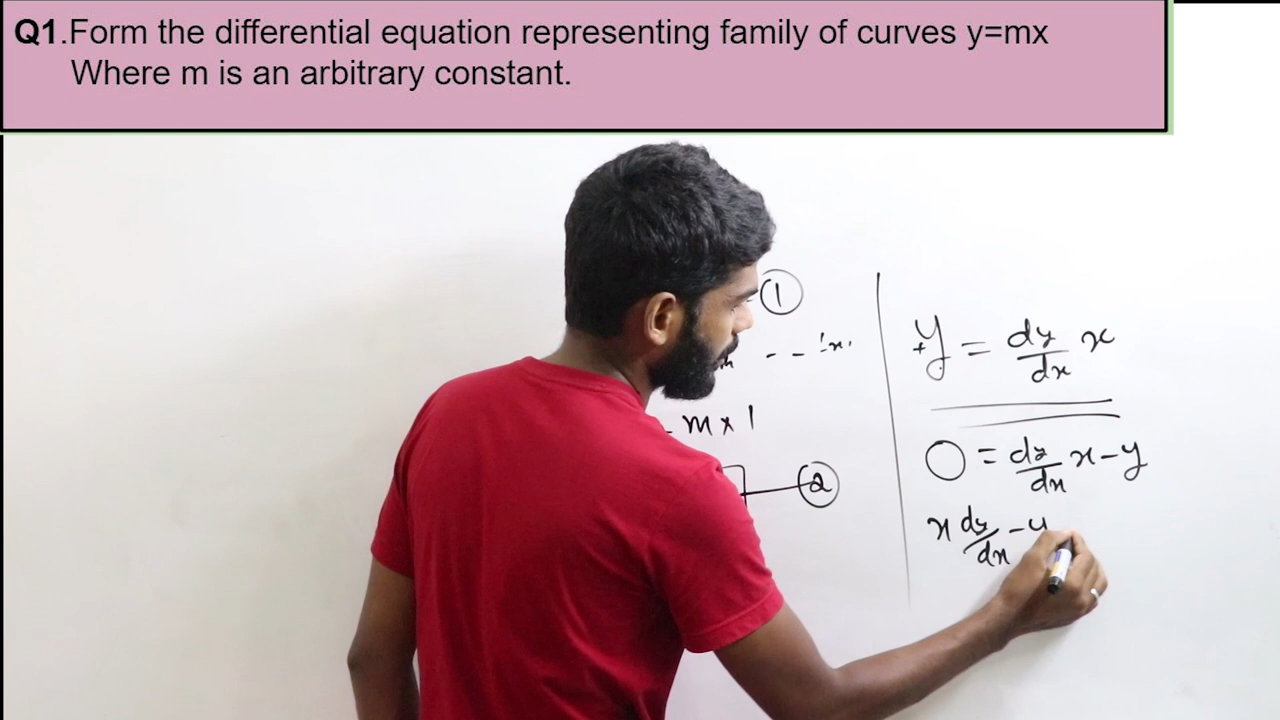 Q1.Form the differential equation representing family of curves y=mx
Where m is an arbitrary constant.
①
- - !x.
m x 1
②
y = dy/dx x
0 = dy/dx x - y
x dy/dx - y